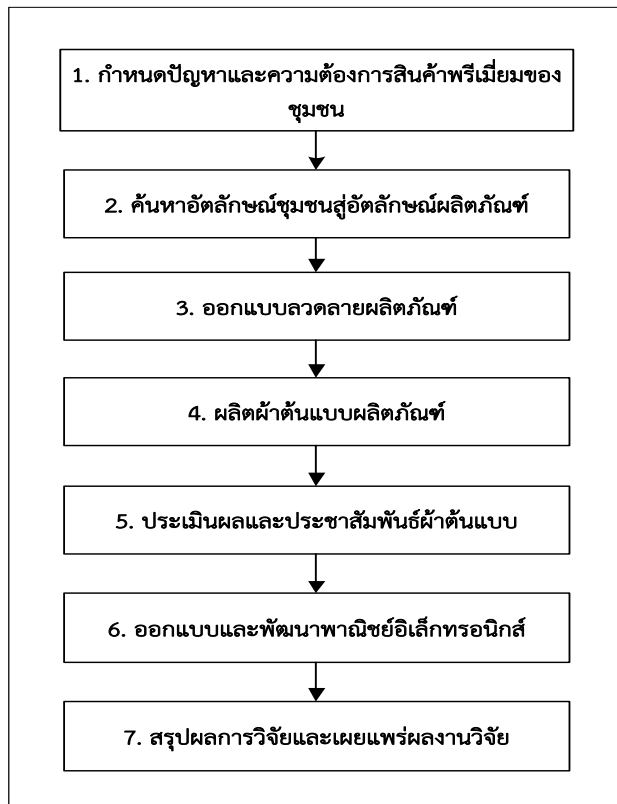 1. กำหนดปัญหาและความต้องการสินค้าพรีเมี่ยมของ
ชุมชน
2. ค้นหาอัตลักษณ์ชุมชนสู่อัตลักษณ์ผลิตภัณฑ์
3. ออกแบบลวดลายผลิตภัณฑ์
4. ผลิตผ้าต้นแบบผลิตภัณฑ์
5. ประเมินผลและประชาสัมพันธ์ผ้าต้นแบบ
6. ออกแบบและพัฒนาพาณิชย์อิเล็กทรอนิกส์
7. สรุปผลการวิจัยและเผยแพร่ผลงานวิจัย